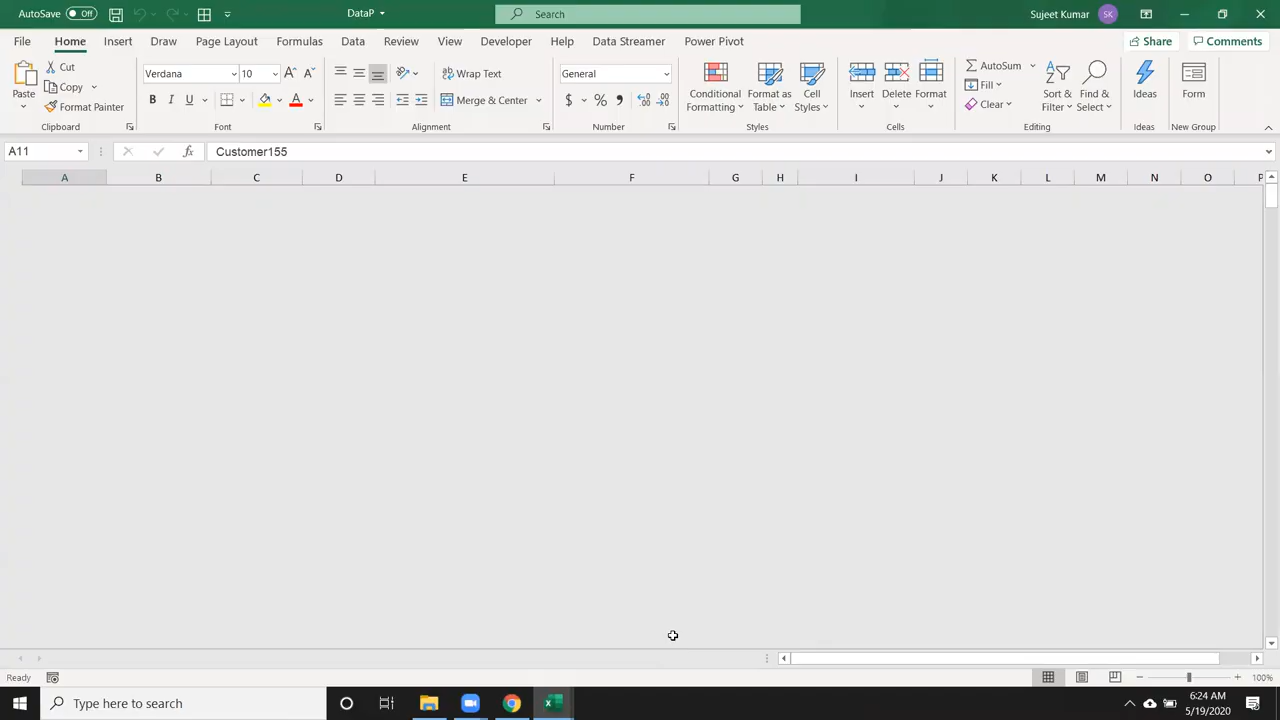 AutoSave Off DataP Search Sujeet Kumar SK
File Home Insert Draw Page Layout Formulas Data Review View Developer Help Data Streamer Power Pivot Share Comments
Paste Cut Copy Format Painter Clipboard
Verdana 10 B I U A Font
Wrap Text Merge & Center Alignment
General $ % , Number
Conditional Formatting Format as Table Cell Styles Styles
Insert Delete Format Cells
AutoSum Fill Clear Sort & Filter Find & Select Editing
Ideas Ideas
Form New Group
A11 fx Customer155
A B C D E F G H I J K L M N O P
Ready 100%
Type here to search 6:24 AM
5/19/2020